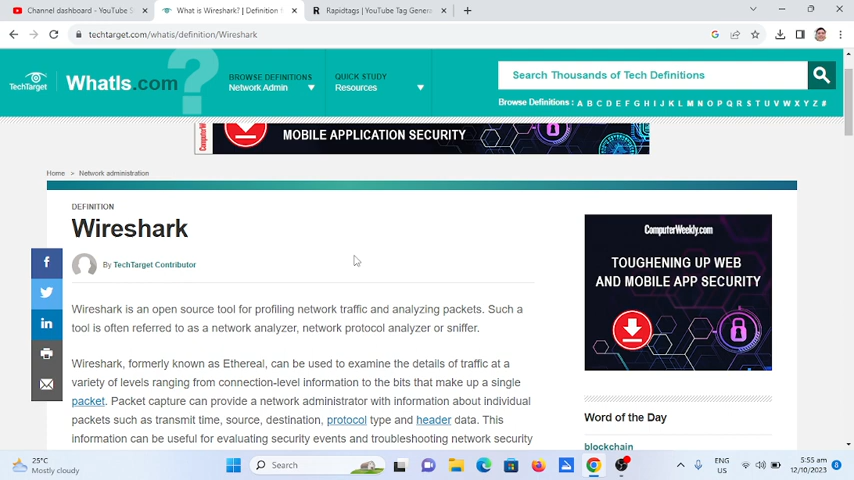 Channel dashboard - YouTube S
What is Wireshark? | Definition f
Rapidtags | YouTube Tag Genera
techtarget.com/whatis/definition/Wireshark
TechTarget
WhatIs.com
?
BROWSE DEFINITIONS
Network Admin
QUICK STUDY
Resources
Search Thousands of Tech Definitions
Browse Definitions : A B C D E F G H I J K L M N O P Q R S T U V W X Y Z #
ComputerWeekly
MOBILE APPLICATION SECURITY
Home > Network administration
DEFINITION
Wireshark
By TechTarget Contributor
Wireshark is an open source tool for profiling network traffic and analyzing packets. Such a
tool is often referred to as a network analyzer, network protocol analyzer or sniffer.
Wireshark, formerly known as Ethereal, can be used to examine the details of traffic at a
variety of levels ranging from connection-level information to the bits that make up a single
packet. Packet capture can provide a network administrator with information about individual
packets such as transmit time, source, destination, protocol type and header data. This
information can be useful for evaluating security events and troubleshooting network security
ComputerWeekly.com
TOUGHENING UP WEB
AND MOBILE APP SECURITY
Word of the Day
blockchain
25°C
Mostly cloudy
Search
ENG
US
5:55 am
12/10/2023
8